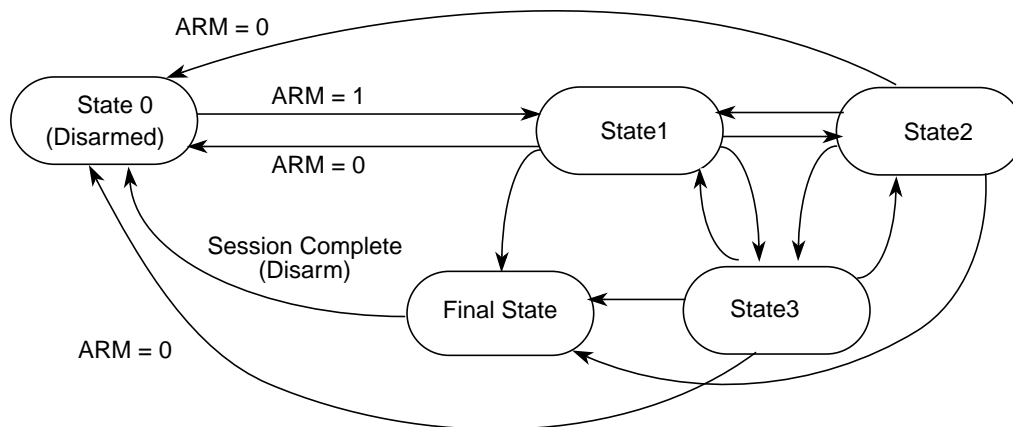 ARM = 0
State 0
(Disarmed)
ARM = 1
State1
State2
ARM = 0
Session Complete
(Disarm)
Final State
State3
ARM = 0